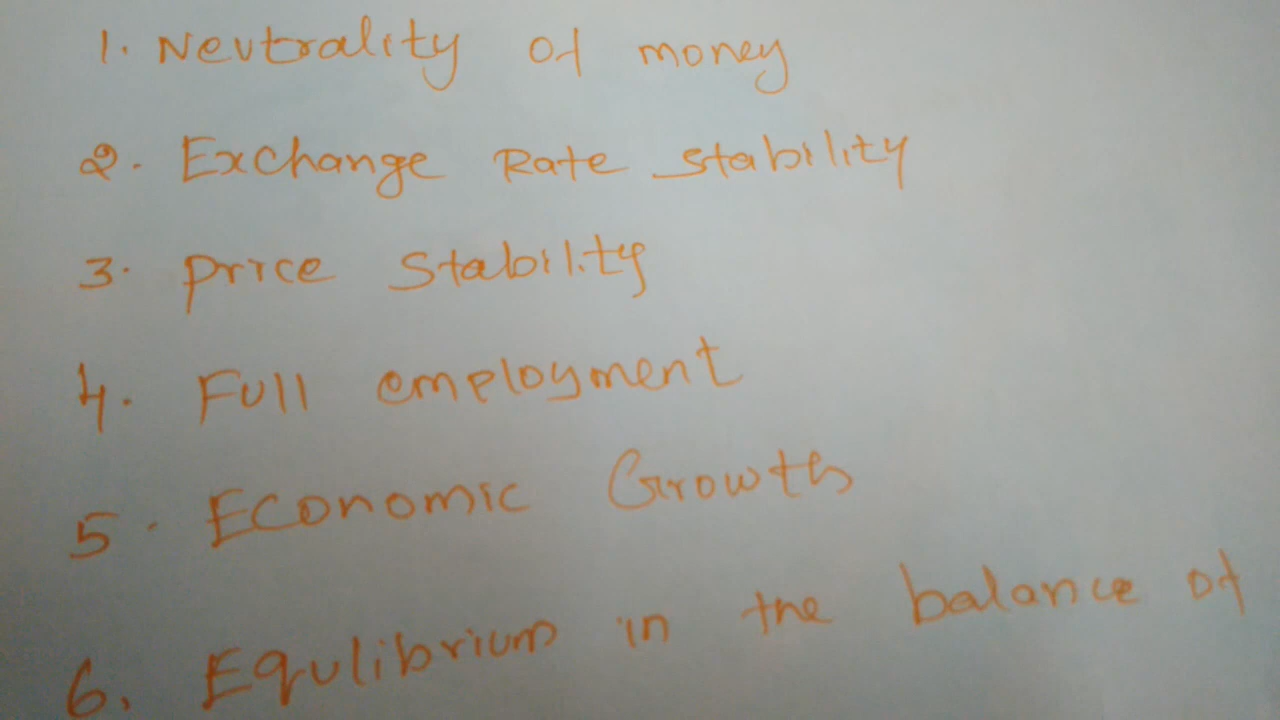 1. Neutrality of money
2. Exchange Rate stability
3. price stability
4. Full employment
5. Economic Growth
6. Equlibrium in the balance of